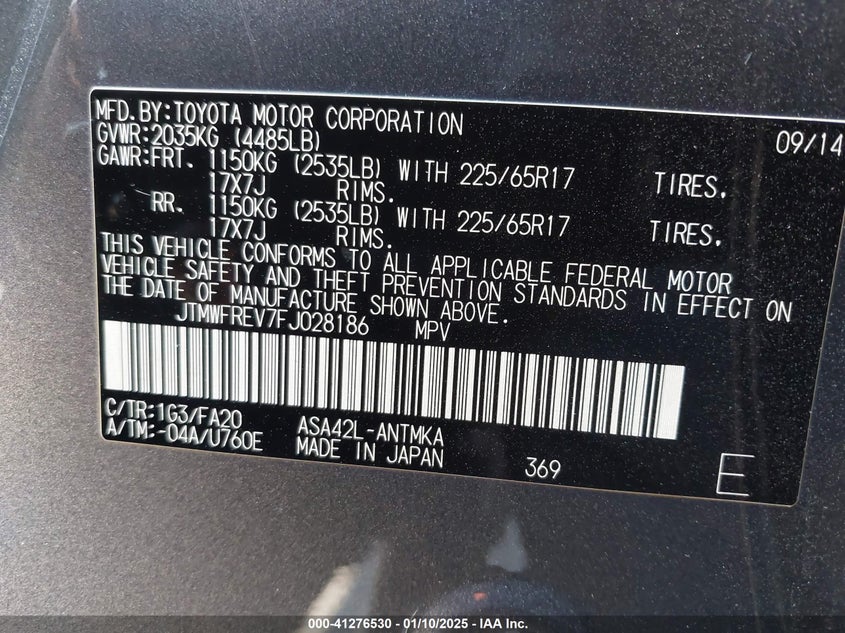 MFD.BY:TOYOTA MOTOR CORPORATION 09/14
GVWR:2035KG (4485LB)
GAWR:FRT. 1150KG (2535LB) WITH 225/65R17 TIRES.
17X7J RIMS.
RR. 1150KG (2535LB) WITH 225/65R17 TIRES.
17X7J RIMS.
THIS VEHICLE CONFORMS TO ALL APPLICABLE FEDERAL MOTOR
VEHICLE SAFETY AND THEFT PREVENTION STANDARDS IN EFFECT ON
THE DATE OF MANUFACTURE SHOWN ABOVE.
JTMWFREV7FJ028186 MPV
C/TR:1G3/FA20 ASA42L-ANTMKA
A/TM:-04A/U760E MADE IN JAPAN 369 E
000-41276530 - 01/10/2025 - IAA Inc.